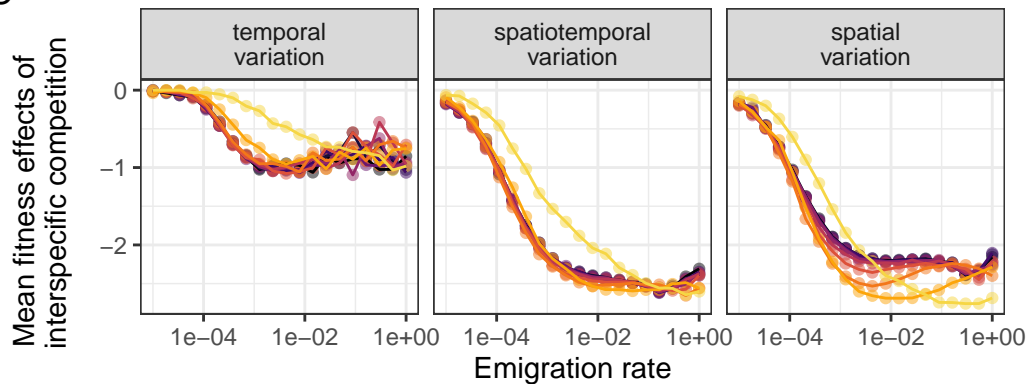 temporal
variation
spatiotemporal
variation
spatial
variation
Mean fitness effects of
interspecific competition
0
−1
−2
1e−04 1e−02 1e+00
1e−04 1e−02 1e+00
1e−04 1e−02 1e+00
Emigration rate